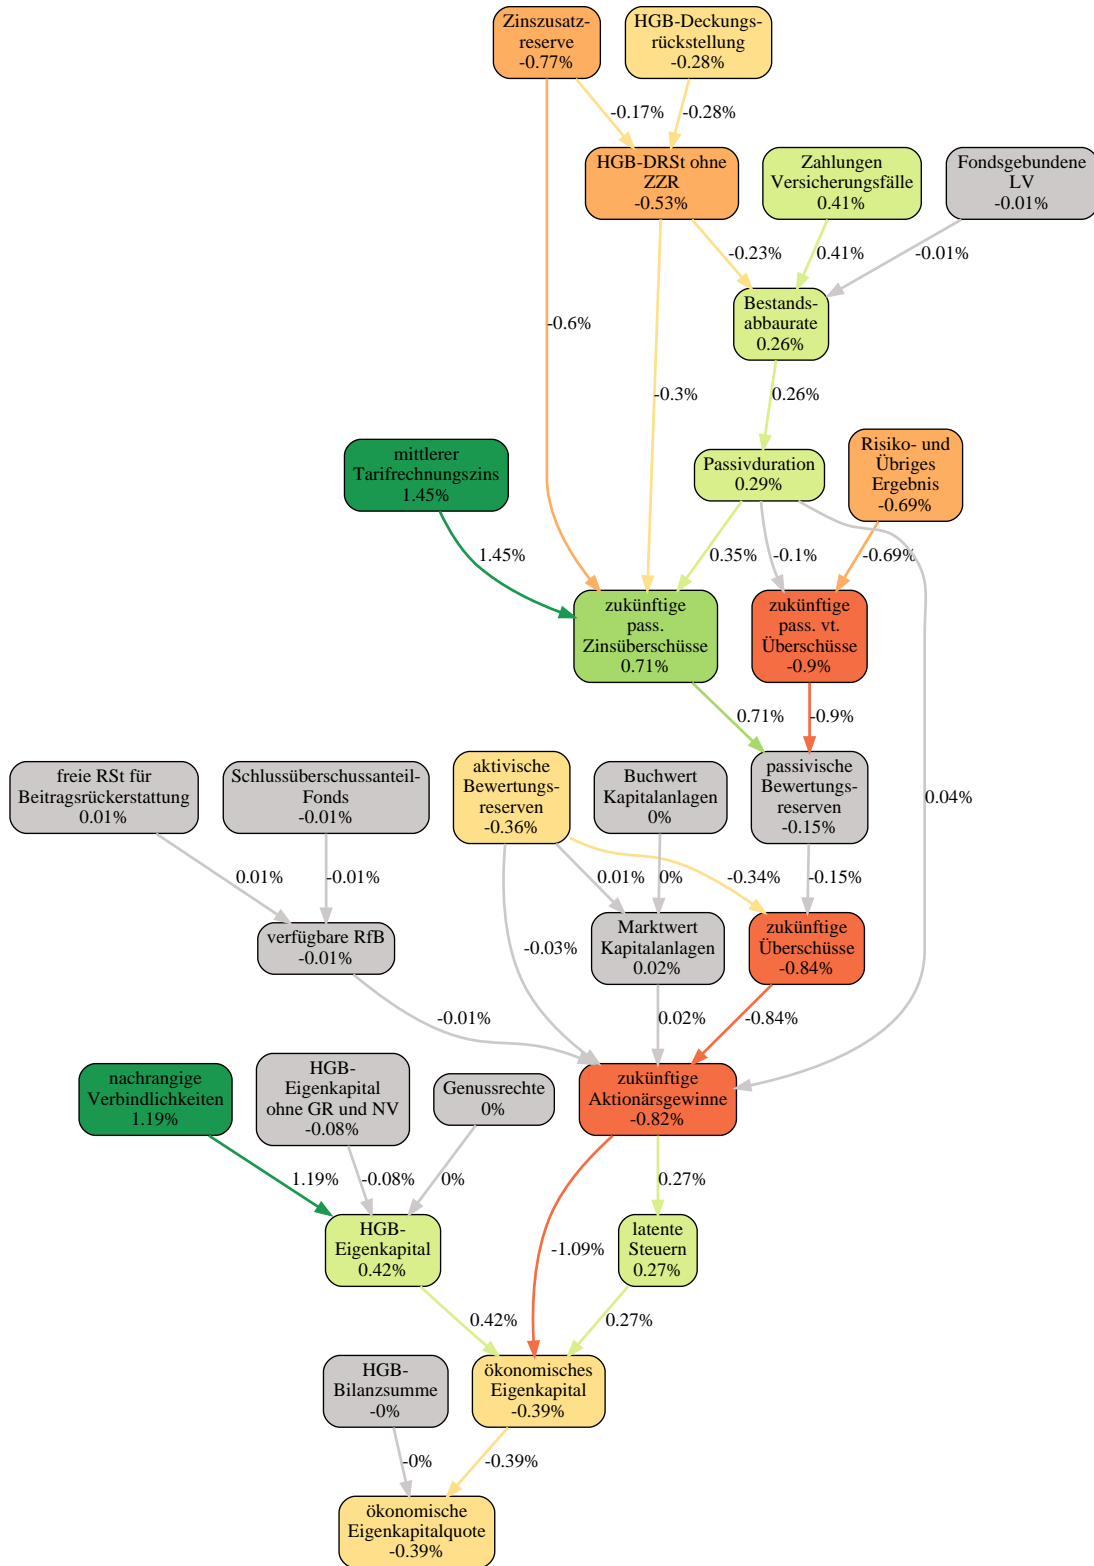 Zinszusatz-
reserve
-0.77%
HGB-Deckungs-
rückstellung
-0.28%
-0.17%
-0.28%
HGB-DRSt ohne
ZZR
-0.53%
Zahlungen
Versicherungsfälle
0.41%
Fondsgebundene
LV
-0.01%
-0.23%
0.41%
-0.01%
Bestands-
abbaurate
0.26%
-0.6%
-0.3%
0.26%
mittlerer
Tarifrechnungszins
1.45%
Passivduration
0.29%
Risiko- und
Übriges
Ergebnis
-0.69%
1.45%
0.35%
-0.1%
-0.69%
zukünftige
pass.
Zinsüberschüsse
0.71%
zukünftige
pass. vt.
Überschüsse
-0.9%
0.71%
-0.9%
freie RSt für
Beitragsrückerstattung
0.01%
Schlussüberschussanteil-
Fonds
-0.01%
aktivische
Bewertungs-
reserven
-0.36%
Buchwert
Kapitalanlagen
0%
passivische
Bewertungs-
reserven
-0.15%
0.04%
0.01%
-0.01%
0.01%
0%
-0.34%
-0.15%
verfügbare RfB
-0.01%
-0.03%
Marktwert
Kapitalanlagen
0.02%
zukünftige
Überschüsse
-0.84%
-0.01%
0.02%
-0.84%
nachrangige
Verbindlichkeiten
1.19%
HGB-
Eigenkapital
ohne GR und NV
-0.08%
Genussrechte
0%
zukünftige
Aktionärsgewinne
-0.82%
1.19%
-0.08%
0%
0.27%
HGB-
Eigenkapital
0.42%
-1.09%
latente
Steuern
0.27%
0.42%
0.27%
HGB-
Bilanzsumme
-0%
ökonomisches
Eigenkapital
-0.39%
-0%
-0.39%
ökonomische
Eigenkapitalquote
-0.39%